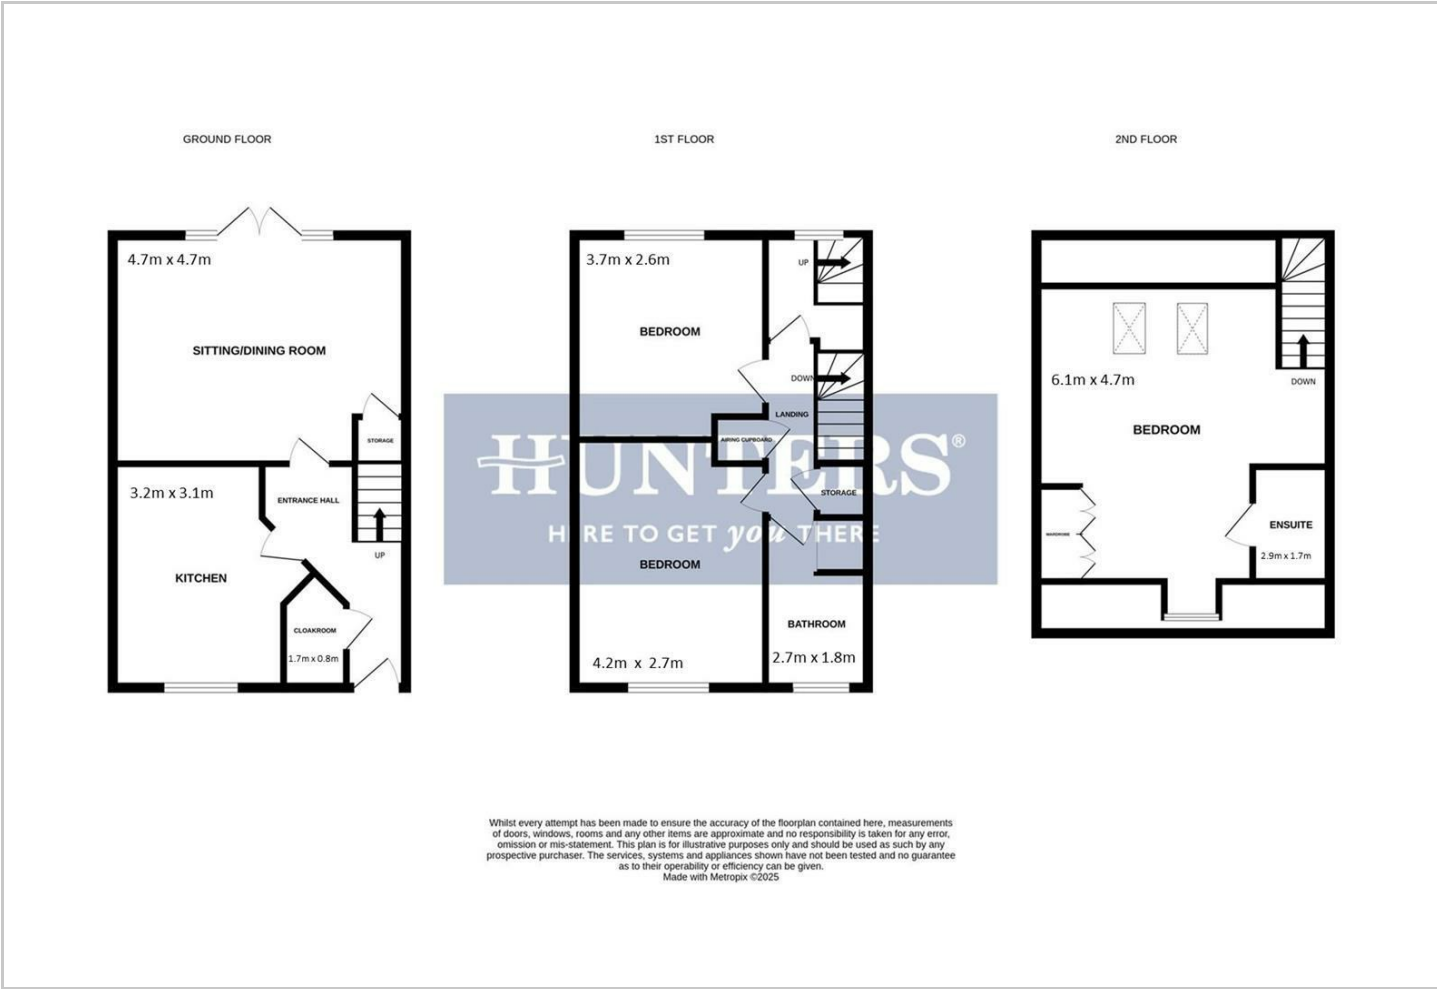 GROUND FLOOR
1ST FLOOR
2ND FLOOR
4.7m x 4.7m
SITTING/DINING ROOM
STORAGE
3.2m x 3.1m
ENTRANCE HALL
UP
KITCHEN
CLOAKROOM
1.7m x 0.8m
3.7m x 2.6m
UP
BEDROOM
DOWN
LANDING
AIRING CUPBOARD
STORAGE
BEDROOM
BATHROOM
4.2m x 2.7m
2.7m x 1.8m
6.1m x 4.7m
DOWN
BEDROOM
WARDROBE
ENSUITE
2.9m x 1.7m
HUNTERS®
HERE TO GET you THERE
Whilst every attempt has been made to ensure the accuracy of the floorplan contained here, measurements
of doors, windows, rooms and any other items are approximate and no responsibility is taken for any error,
omission or mis-statement. This plan is for illustrative purposes only and should be used as such by any
prospective purchaser. The services, systems and appliances shown have not been tested and no guarantee
as to their operability or efficiency can be given.
Made with Metropix ©2025